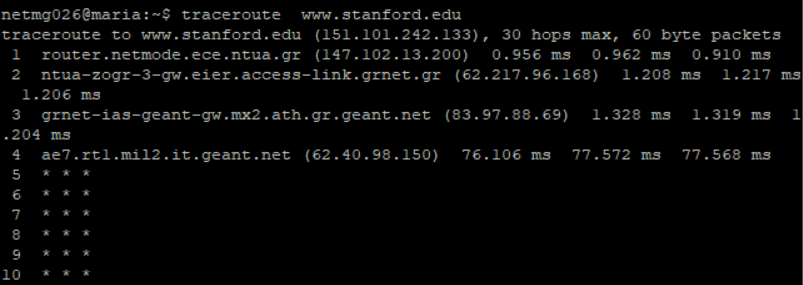 netmg026@maria:~$ traceroute  www.stanford.edu
traceroute to www.stanford.edu (151.101.242.133), 30 hops max, 60 byte packets
 1  router.netmode.ece.ntua.gr (147.102.13.200)  0.956 ms  0.962 ms  0.910 ms
 2  ntua-zogr-3-gw.eier.access-link.grnet.gr (62.217.96.168)  1.208 ms  1.217 ms
  1.206 ms
 3  grnet-ias-geant-gw.mx2.ath.gr.geant.net (83.97.88.69)  1.328 ms  1.319 ms  1
.204 ms
 4  ae7.rt1.mil2.it.geant.net (62.40.98.150)  76.106 ms  77.572 ms  77.568 ms
 5  * * *
 6  * * *
 7  * * *
 8  * * *
 9  * * *
10  * * *